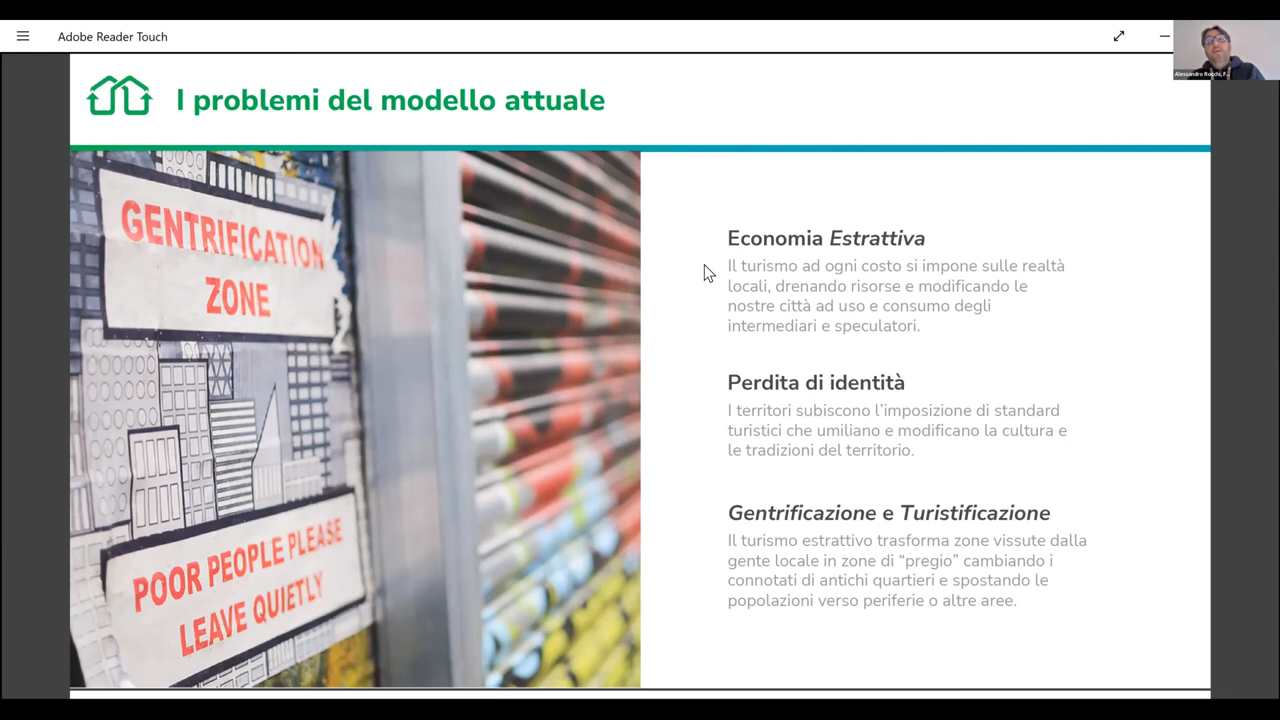 Adobe Reader Touch
Alessandro Rocchi, F...
I problemi del modello attuale
GENTRIFICATION
ZONE
POOR PEOPLE PLEASE
LEAVE QUIETLY
Economia Estrattiva
Il turismo ad ogni costo si impone sulle realtà
locali, drenando risorse e modificando le
nostre città ad uso e consumo degli
intermediari e speculatori.
Perdita di identità
I territori subiscono l’imposizione di standard
turistici che umiliano e modificano la cultura e
le tradizioni del territorio.
Gentrificazione e Turistificazione
Il turismo estrattivo trasforma zone vissute dalla
gente locale in zone di “pregio” cambiando i
connotati di antichi quartieri e spostando le
popolazioni verso periferie o altre aree.